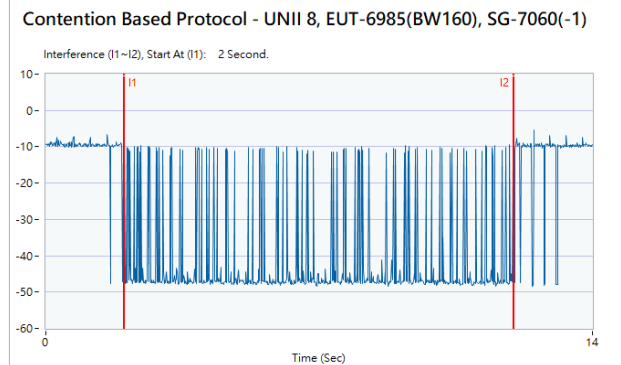 Contention Based Protocol - UNII 8, EUT-6985(BW160), SG-7060(-1)
Interference (I1~I2), Start At (I1): 2 Second.
10
I1
I2
0
-10
-20
-30
-40
-50
-60
0
14
Time (Sec)